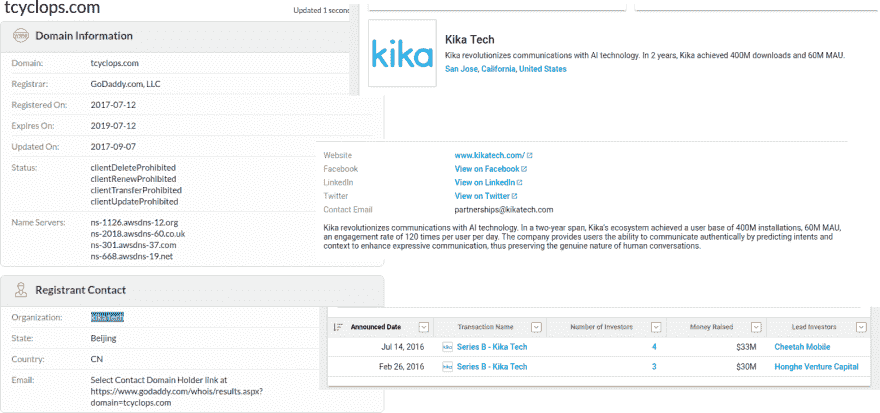 tcyclops.com
Updated 1 second
Domain Information
Domain: tcyclops.com
Registrar: GoDaddy.com, LLC
Registered On: 2017-07-12
Expires On: 2019-07-12
Updated On: 2017-09-07
Status: clientDeleteProhibited
clientRenewProhibited
clientTransferProhibited
clientUpdateProhibited
Name Servers: ns-1126.awsdns-12.org
ns-2018.awsdns-60.co.uk
ns-301.awsdns-37.com
ns-668.awsdns-19.net
Registrant Contact
Organization: kika tech
State: Beijing
Country: CN
Email: Select Contact Domain Holder link at
https://www.godaddy.com/whois/results.aspx?
domain=tcyclops.com
kika
Kika Tech
Kika revolutionizes communications with AI technology. In 2 years, Kika achieved 400M downloads and 60M MAU.
San Jose, California, United States
Website www.kikatech.com/
Facebook View on Facebook
LinkedIn View on LinkedIn
Twitter View on Twitter
Contact Email partnerships@kikatech.com
Kika revolutionizes communications with AI technology. In a two-year span, Kika's ecosystem achieved a user base of 400M installations, 60M MAU,
an engagement rate of 120 times per user per day. The company provides users the ability to communicate authentically by predicting intents and
context to enhance expressive communication, thus preserving the genuine nature of human conversations.
Announced Date Transaction Name Number of Investors Money Raised Lead Investors
Jul 14, 2016 kika Series B - Kika Tech 4 $33M Cheetah Mobile
Feb 26, 2016 kika Series B - Kika Tech 3 $30M Honghe Venture Capital